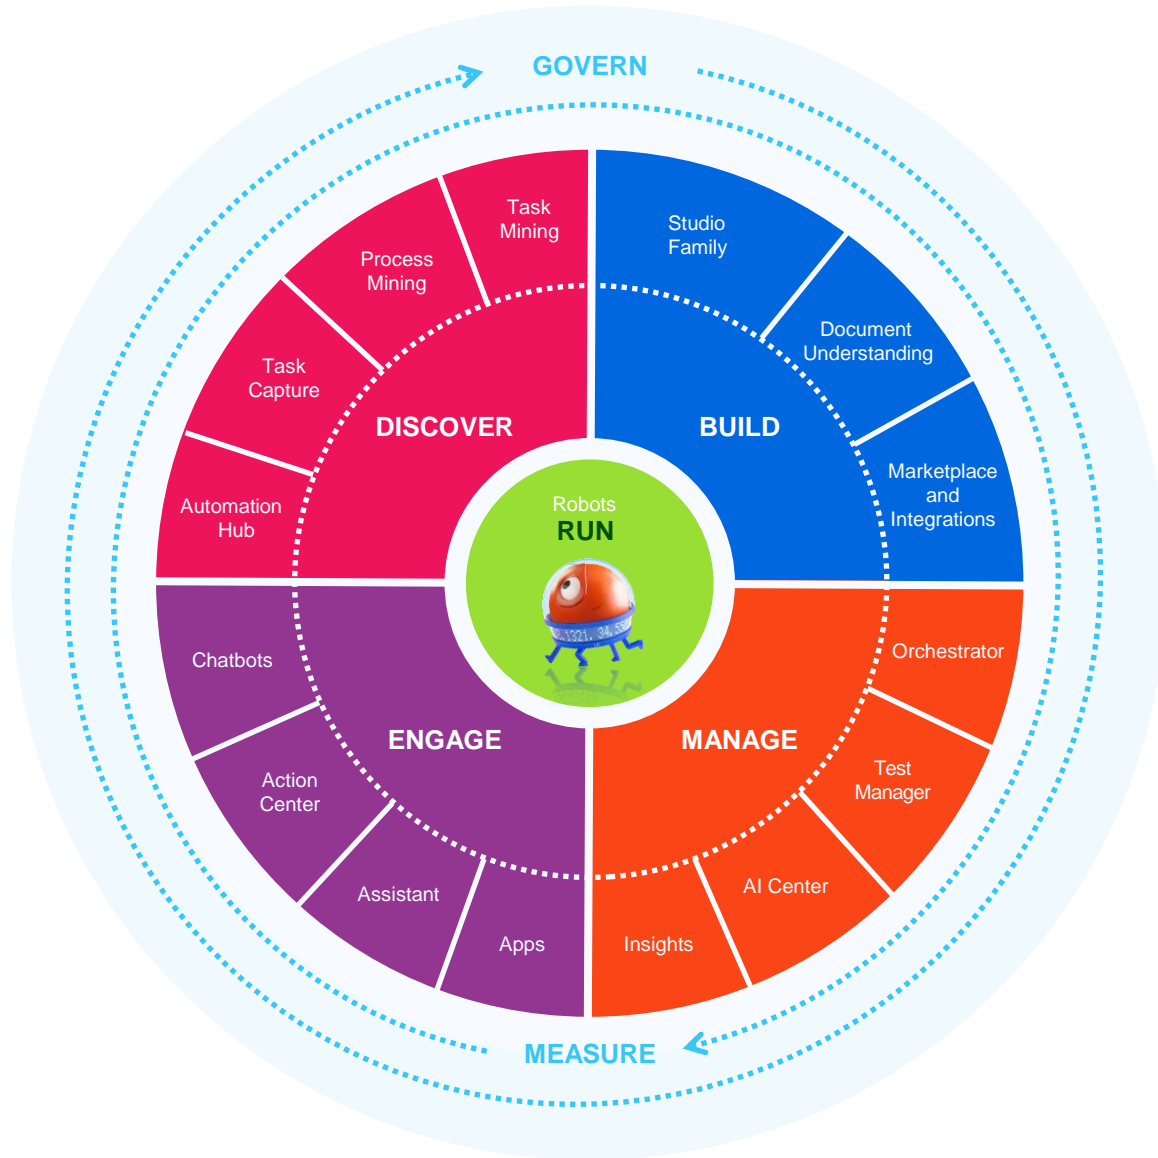 GOVERN
Task
Mining
Process
Mining
Task
Capture
Automation
Hub
DISCOVER
Studio
Family
Document
Understanding
Marketplace
and
Integrations
BUILD
Robots
RUN
Chatbots
Action
Center
Assistant
Apps
ENGAGE
MANAGE
Orchestrator
Test
Manager
AI Center
Insights
MEASURE